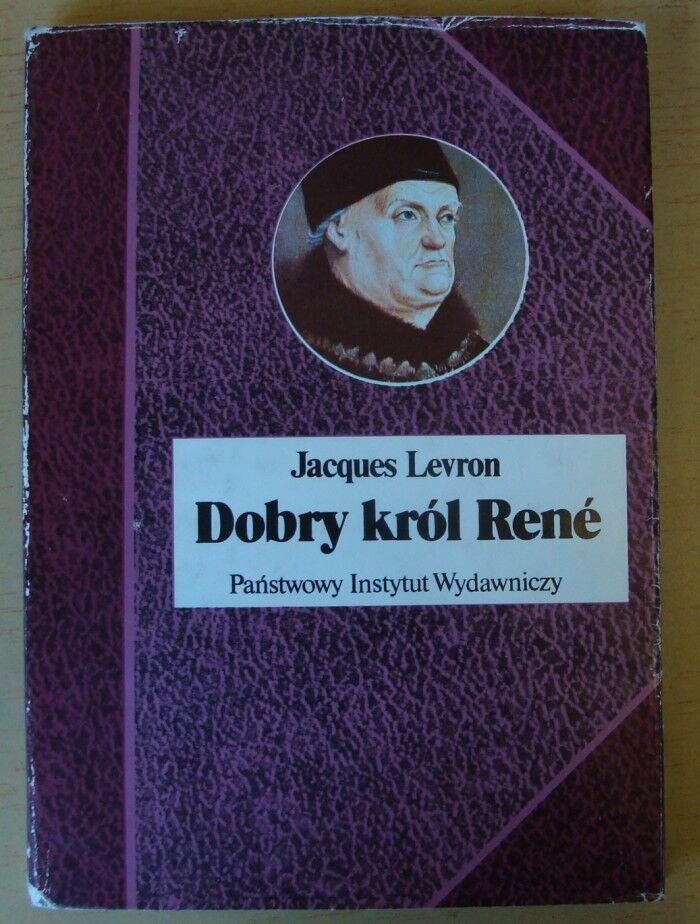 Jacques Levron
Dobry król René
Państwowy Instytut Wydawniczy